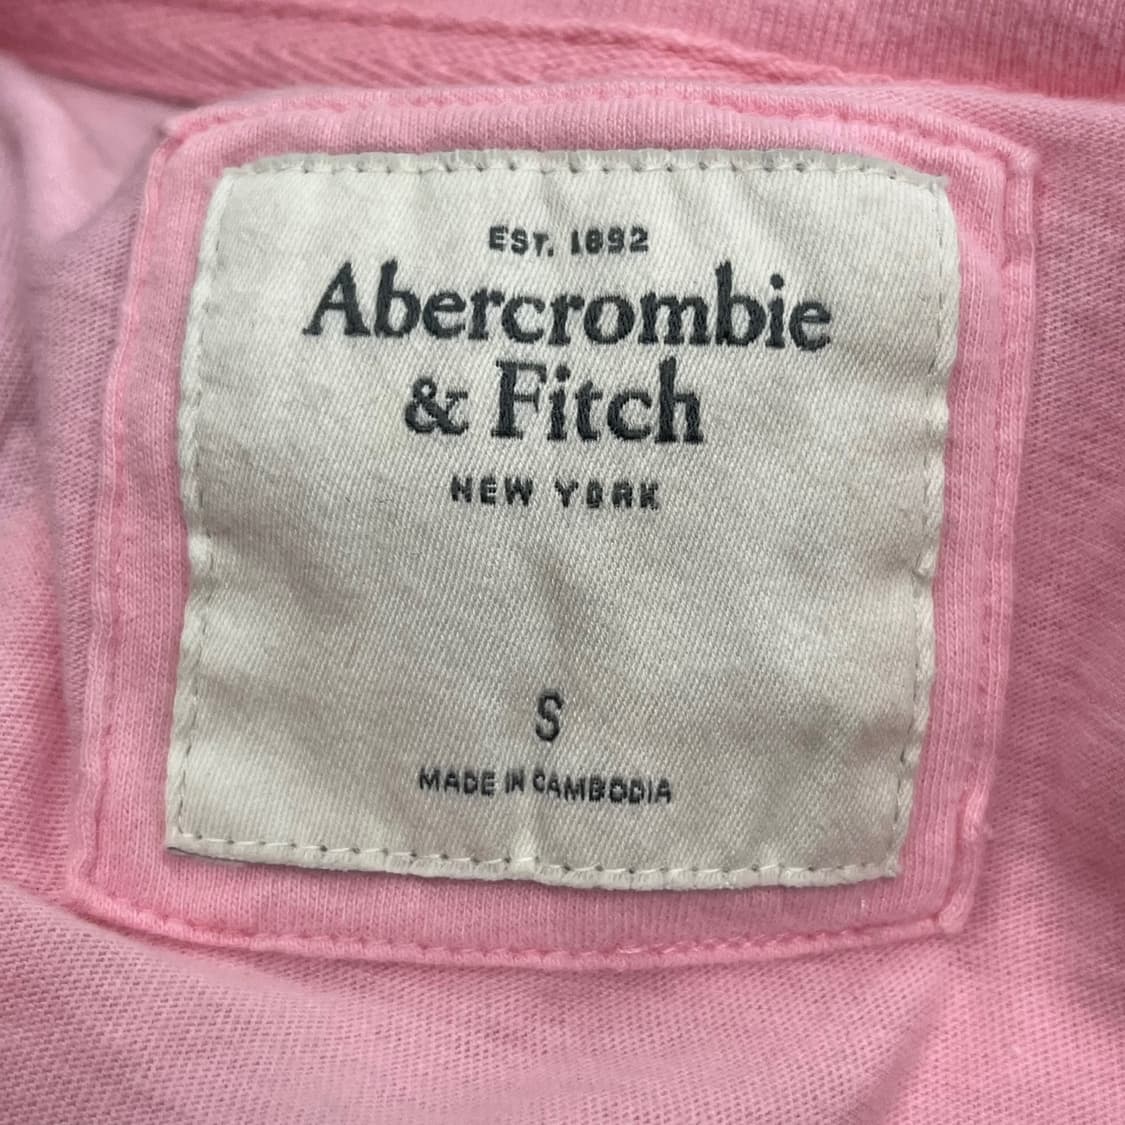 EST. 1892
Abercrombie
& Fitch
NEW YORK
S
MADE IN CAMBODIA